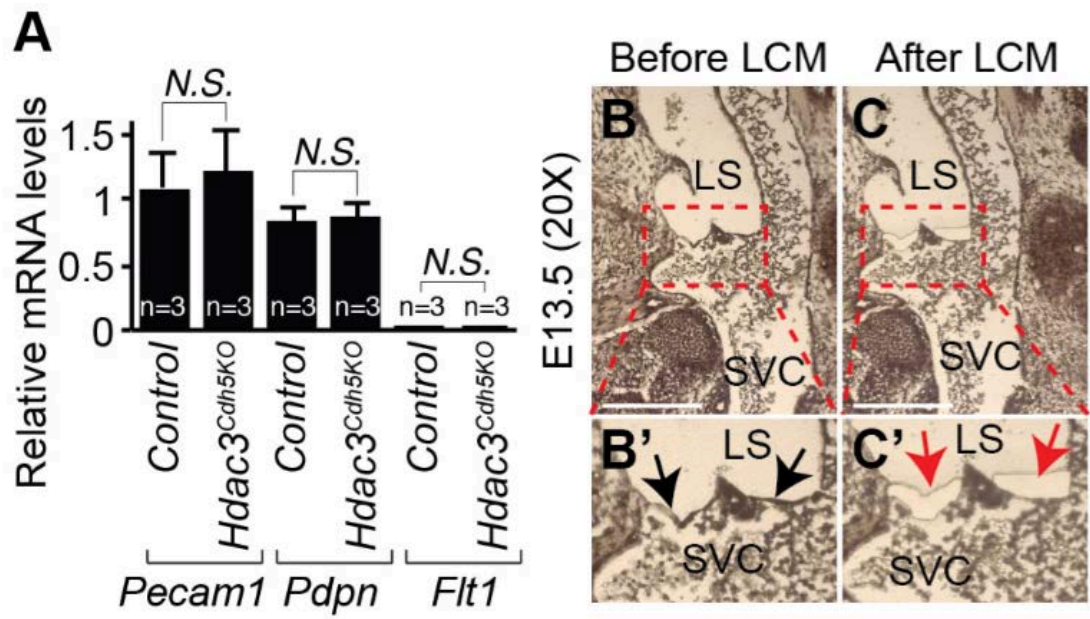 A
Relative mRNA levels
1.5
1
0.5
0
N.S.
N.S.
N.S.
n=3
n=3
n=3
n=3
n=3
n=3
Control
Hdac3Cdh5KO
Control
Hdac3Cdh5KO
Control
Hdac3Cdh5KO
Pecam1
Pdpn
Flt1
Before LCM
After LCM
E13.5 (20X)
B
LS
SVC
C
LS
SVC
B’
LS
SVC
C’
LS
SVC